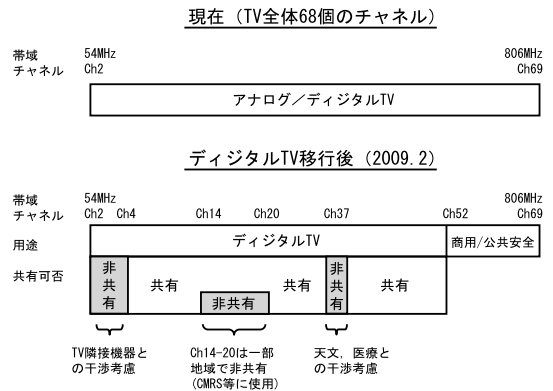 現在（TV全体68個のチャネル）
帯域 54MHz 806MHz
チャネル Ch2 Ch69
アナログ／ディジタルTV
ディジタルTV移行後（2009.2）
帯域 54MHz 806MHz
チャネル Ch2 Ch4 Ch14 Ch20 Ch37 Ch52 Ch69
用途 ディジタルTV 商用/公共安全
共有可否 非共有 共有 非共有 共有 非共有 共有
TV隣接機器と
の干渉考慮
Ch14-20は一部
地域で非共有
(CMRS等に使用)
天文，医療と
の干渉考慮